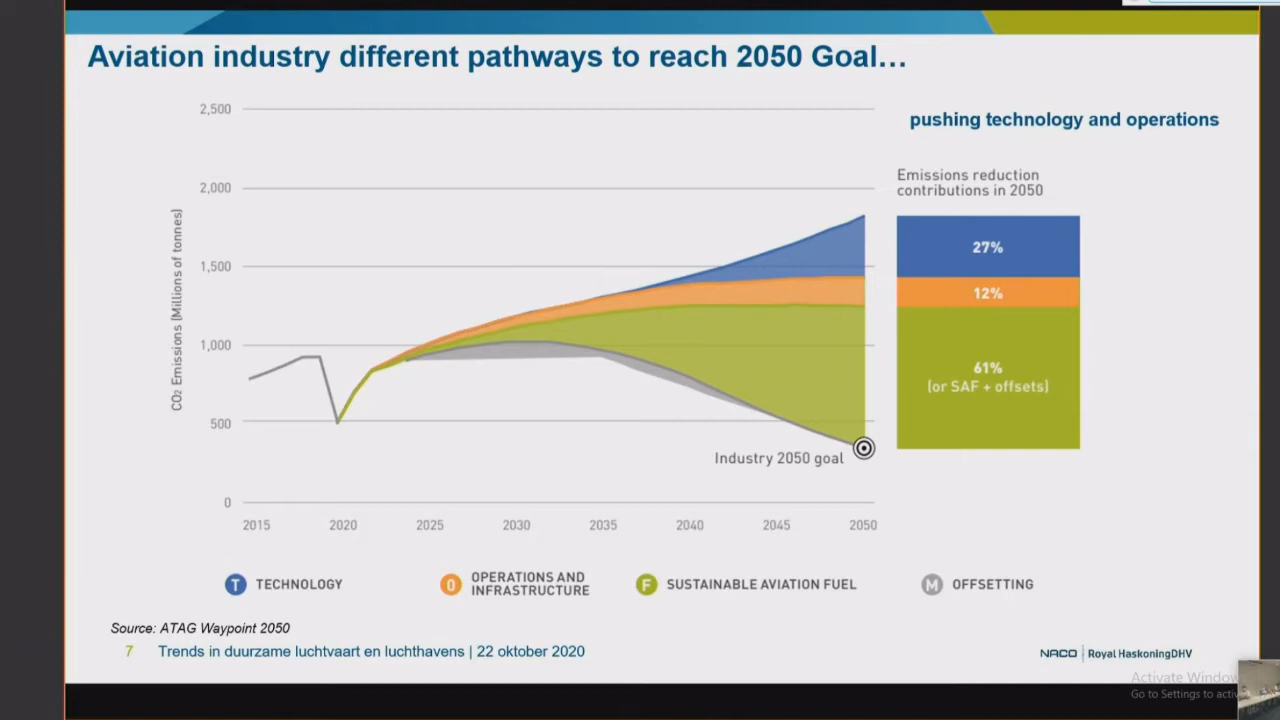 Aviation industry different pathways to reach 2050 Goal...
pushing technology and operations
Emissions reduction
contributions in 2050
27%
12%
61%
(or SAF + offsets)
CO2 Emissions (Millions of tonnes)
2,500
2,000
1,500
1,000
500
0
2015 2020 2025 2030 2035 2040 2045 2050
Industry 2050 goal
T TECHNOLOGY
O OPERATIONS AND
INFRASTRUCTURE
F SUSTAINABLE AVIATION FUEL
M OFFSETTING
Source: ATAG Waypoint 2050
7 Trends in duurzame luchtvaart en luchthavens | 22 oktober 2020
NACO | Royal HaskoningDHV
Activate Window
Go to Settings to activ